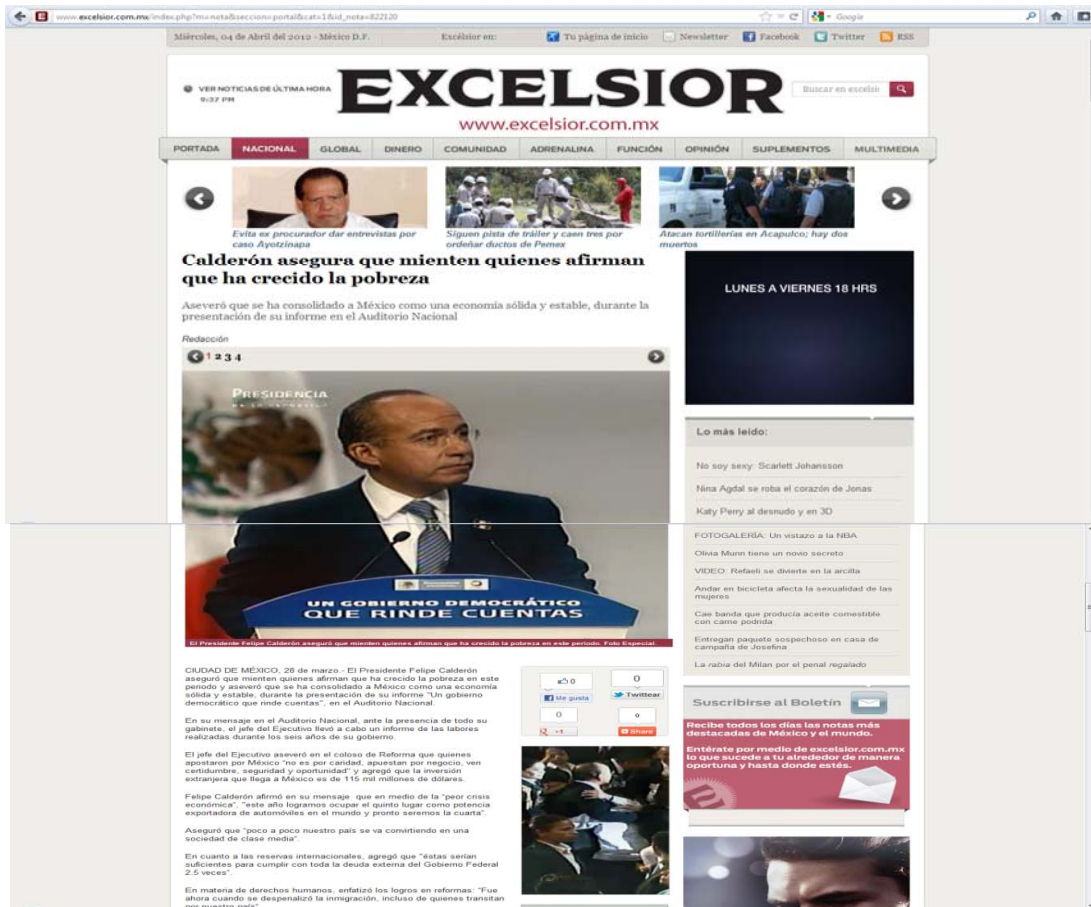 www.excelsior.com.mx/index.php?m=nota&seccion=portal&cat=1&id_nota=822120
Google
Miércoles, 04 de Abril del 2012 - México D.F.
Excélsior en:
Tu página de inicio
Newsletter
Facebook
Twitter
RSS
VER NOTICIAS DE ÚLTIMA HORA
9:37 PM
EXCELSIOR
www.excelsior.com.mx
Buscar en excelsio
PORTADA NACIONAL GLOBAL DINERO COMUNIDAD ADRENALINA FUNCIÓN OPINIÓN SUPLEMENTOS MULTIMEDIA
Evita ex procurador dar entrevistas por
caso Ayotzinapa
Siguen pista de tráiler y caen tres por
ordeñar ductos de Pemex
Atacan tortillerías en Acapulco; hay dos
muertos
Calderón asegura que mienten quienes afirman
que ha crecido la pobreza
Aseveró que se ha consolidado a México como una economía sólida y estable, durante la
presentación de su informe en el Auditorio Nacional
Redacción
1 2 3 4
PRESIDENCIA
DE LA REPÚBLICA
UN GOBIERNO DEMOCRÁTICO
QUE RINDE CUENTAS
El Presidente Felipe Calderón aseguró que mienten quienes afirman que ha crecido la pobreza en este periodo. Foto Especial
CIUDAD DE MÉXICO, 28 de marzo.- El Presidente Felipe Calderón
aseguró que mienten quienes afirman que ha crecido la pobreza en este
periodo y aseveró que se ha consolidado a México como una economía
sólida y estable, durante la presentación de su informe "Un gobierno
democrático que rinde cuentas", en el Auditorio Nacional.
En su mensaje en el Auditorio Nacional, ante la presencia de todo su
gabinete, el jefe del Ejecutivo llevó a cabo un informe de las labores
realizadas durante los seis años de su gobierno.
El jefe del Ejecutivo aseveró en el coloso de Reforma que quienes
apostaron por México "no es por caridad, apuestan por negocio, ven
certidumbre, seguridad y oportunidad" y agregó que la inversión
extranjera que llega a México es de 115 mil millones de dólares.
Felipe Calderón afirmó en su mensaje que en medio de la "peor crisis
económica", "este año logramos ocupar el quinto lugar como potencia
exportadora de automóviles en el mundo y pronto seremos la cuarta".
Aseguró que "poco a poco nuestro país se va convirtiendo en una
sociedad de clase media".
En cuanto a las reservas internacionales, agregó que "éstas serían
suficientes para cumplir con toda la deuda externa del Gobierno Federal
2.5 veces".
En materia de derechos humanos, enfatizó los logros en reformas: "Fue
ahora cuando se despenalizó la inmigración, incluso de quienes transitan
por nuestro país"
0
Me gusta
0
Twittear
0
+1
0
Share
LUNES A VIERNES 18 HRS
Lo más leído:
No soy sexy: Scarlett Johansson
Nina Agdal se roba el corazón de Jonas
Katy Perry al desnudo y en 3D
FOTOGALERÍA: Un vistazo a la NBA
Olivia Munn tiene un novio secreto
VIDEO: Refaeli se divierte en la arcilla
Andar en bicicleta afecta la sexualidad de las
mujeres
Cae banda que producía aceite comestible
con carne podrida
Entregan paquete sospechoso en casa de
campaña de Josefina
La rabia del Milan por el penal regalado
Suscribirse al Boletín
Recibe todos los días las notas más
destacadas de México y el mundo.
Entérate por medio de excelsior.com.mx
lo que sucede a tu alrededor de manera
oportuna y hasta donde estés.